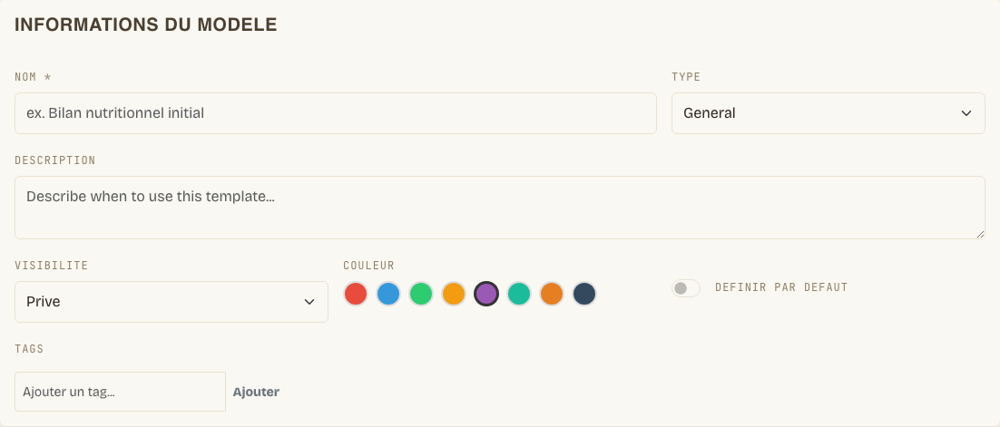 INFORMATIONS DU MODELE
NOM *
TYPE
ex. Bilan nutritionnel initial
General
DESCRIPTION
Describe when to use this template...
VISIBILITE
COULEUR
Prive
DEFINIR PAR DEFAUT
TAGS
Ajouter un tag...
Ajouter